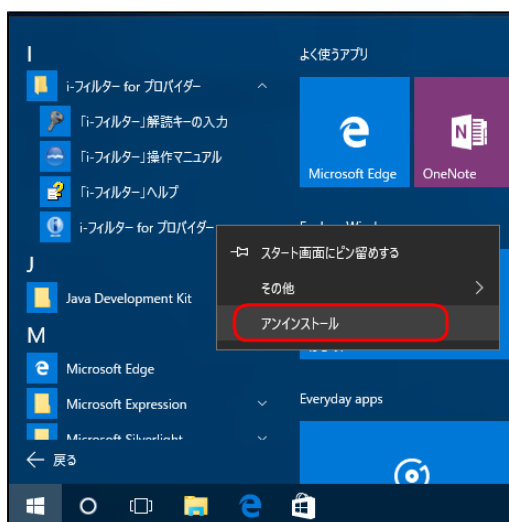 I
i-フィルター for プロバイダー
「i-フィルター」解読キーの入力
「i-フィルター」操作マニュアル
「i-フィルター」ヘルプ
i-フィルター for プロバイダー
J
Java Development Kit
M
Microsoft Edge
Microsoft Expression
Microsoft Silverlight
戻る
よく使うアプリ
Microsoft Edge
OneNote
スタート画面にピン留めする
その他
アンインストール
Everyday apps